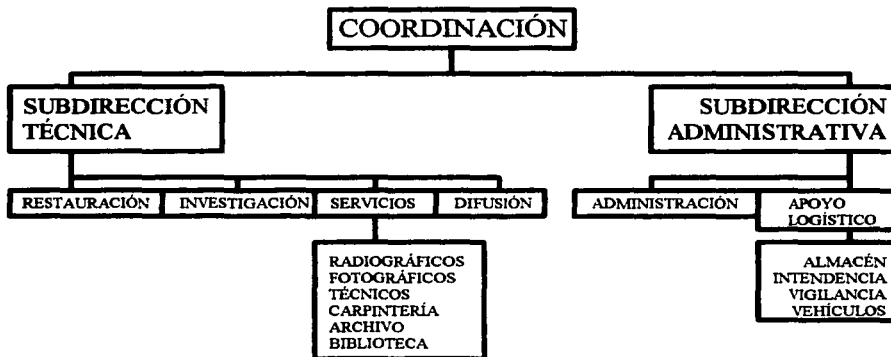 COORDINACIÓN
SUBDIRECCIÓN
TÉCNICA
SUBDIRECCIÓN
ADMINISTRATIVA
RESTAURACIÓN
INVESTIGACIÓN
SERVICIOS
DIFUSIÓN
ADMINISTRACIÓN
APOYO
LOGÍSTICO
RADIOGRÁFICOS
FOTOGRÁFICOS
TÉCNICOS
CARPINTERÍA
ARCHIVO
BIBLIOTECA
ALMACÉN
INTENDENCIA
VIGILANCIA
VEHÍCULOS